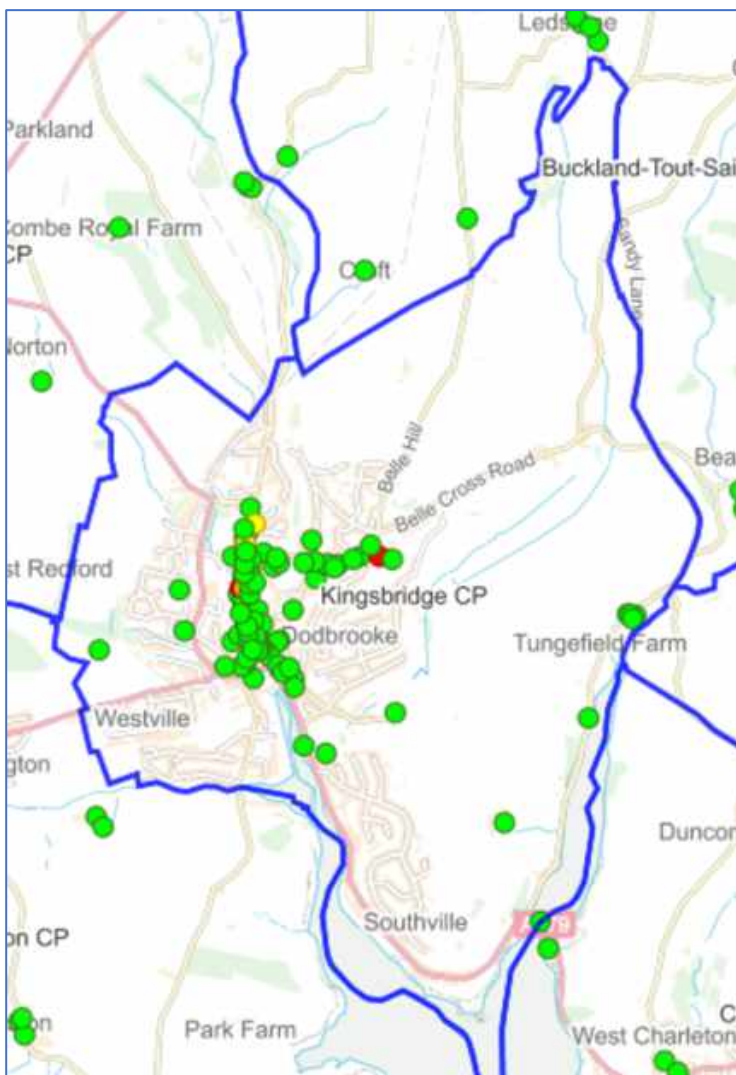 Parkland
Buckland-Tout-Sai
Combe Royal Farm
CP
Sandy Lane
Norton
Belle Hill
Bea
Belle Cross Road
st Redford
Kingsbridge CP
Dodbrooke
Tungefield Farm
Westville
gton
Duncom
Southville
on CP
Park Farm
West Charleton
C